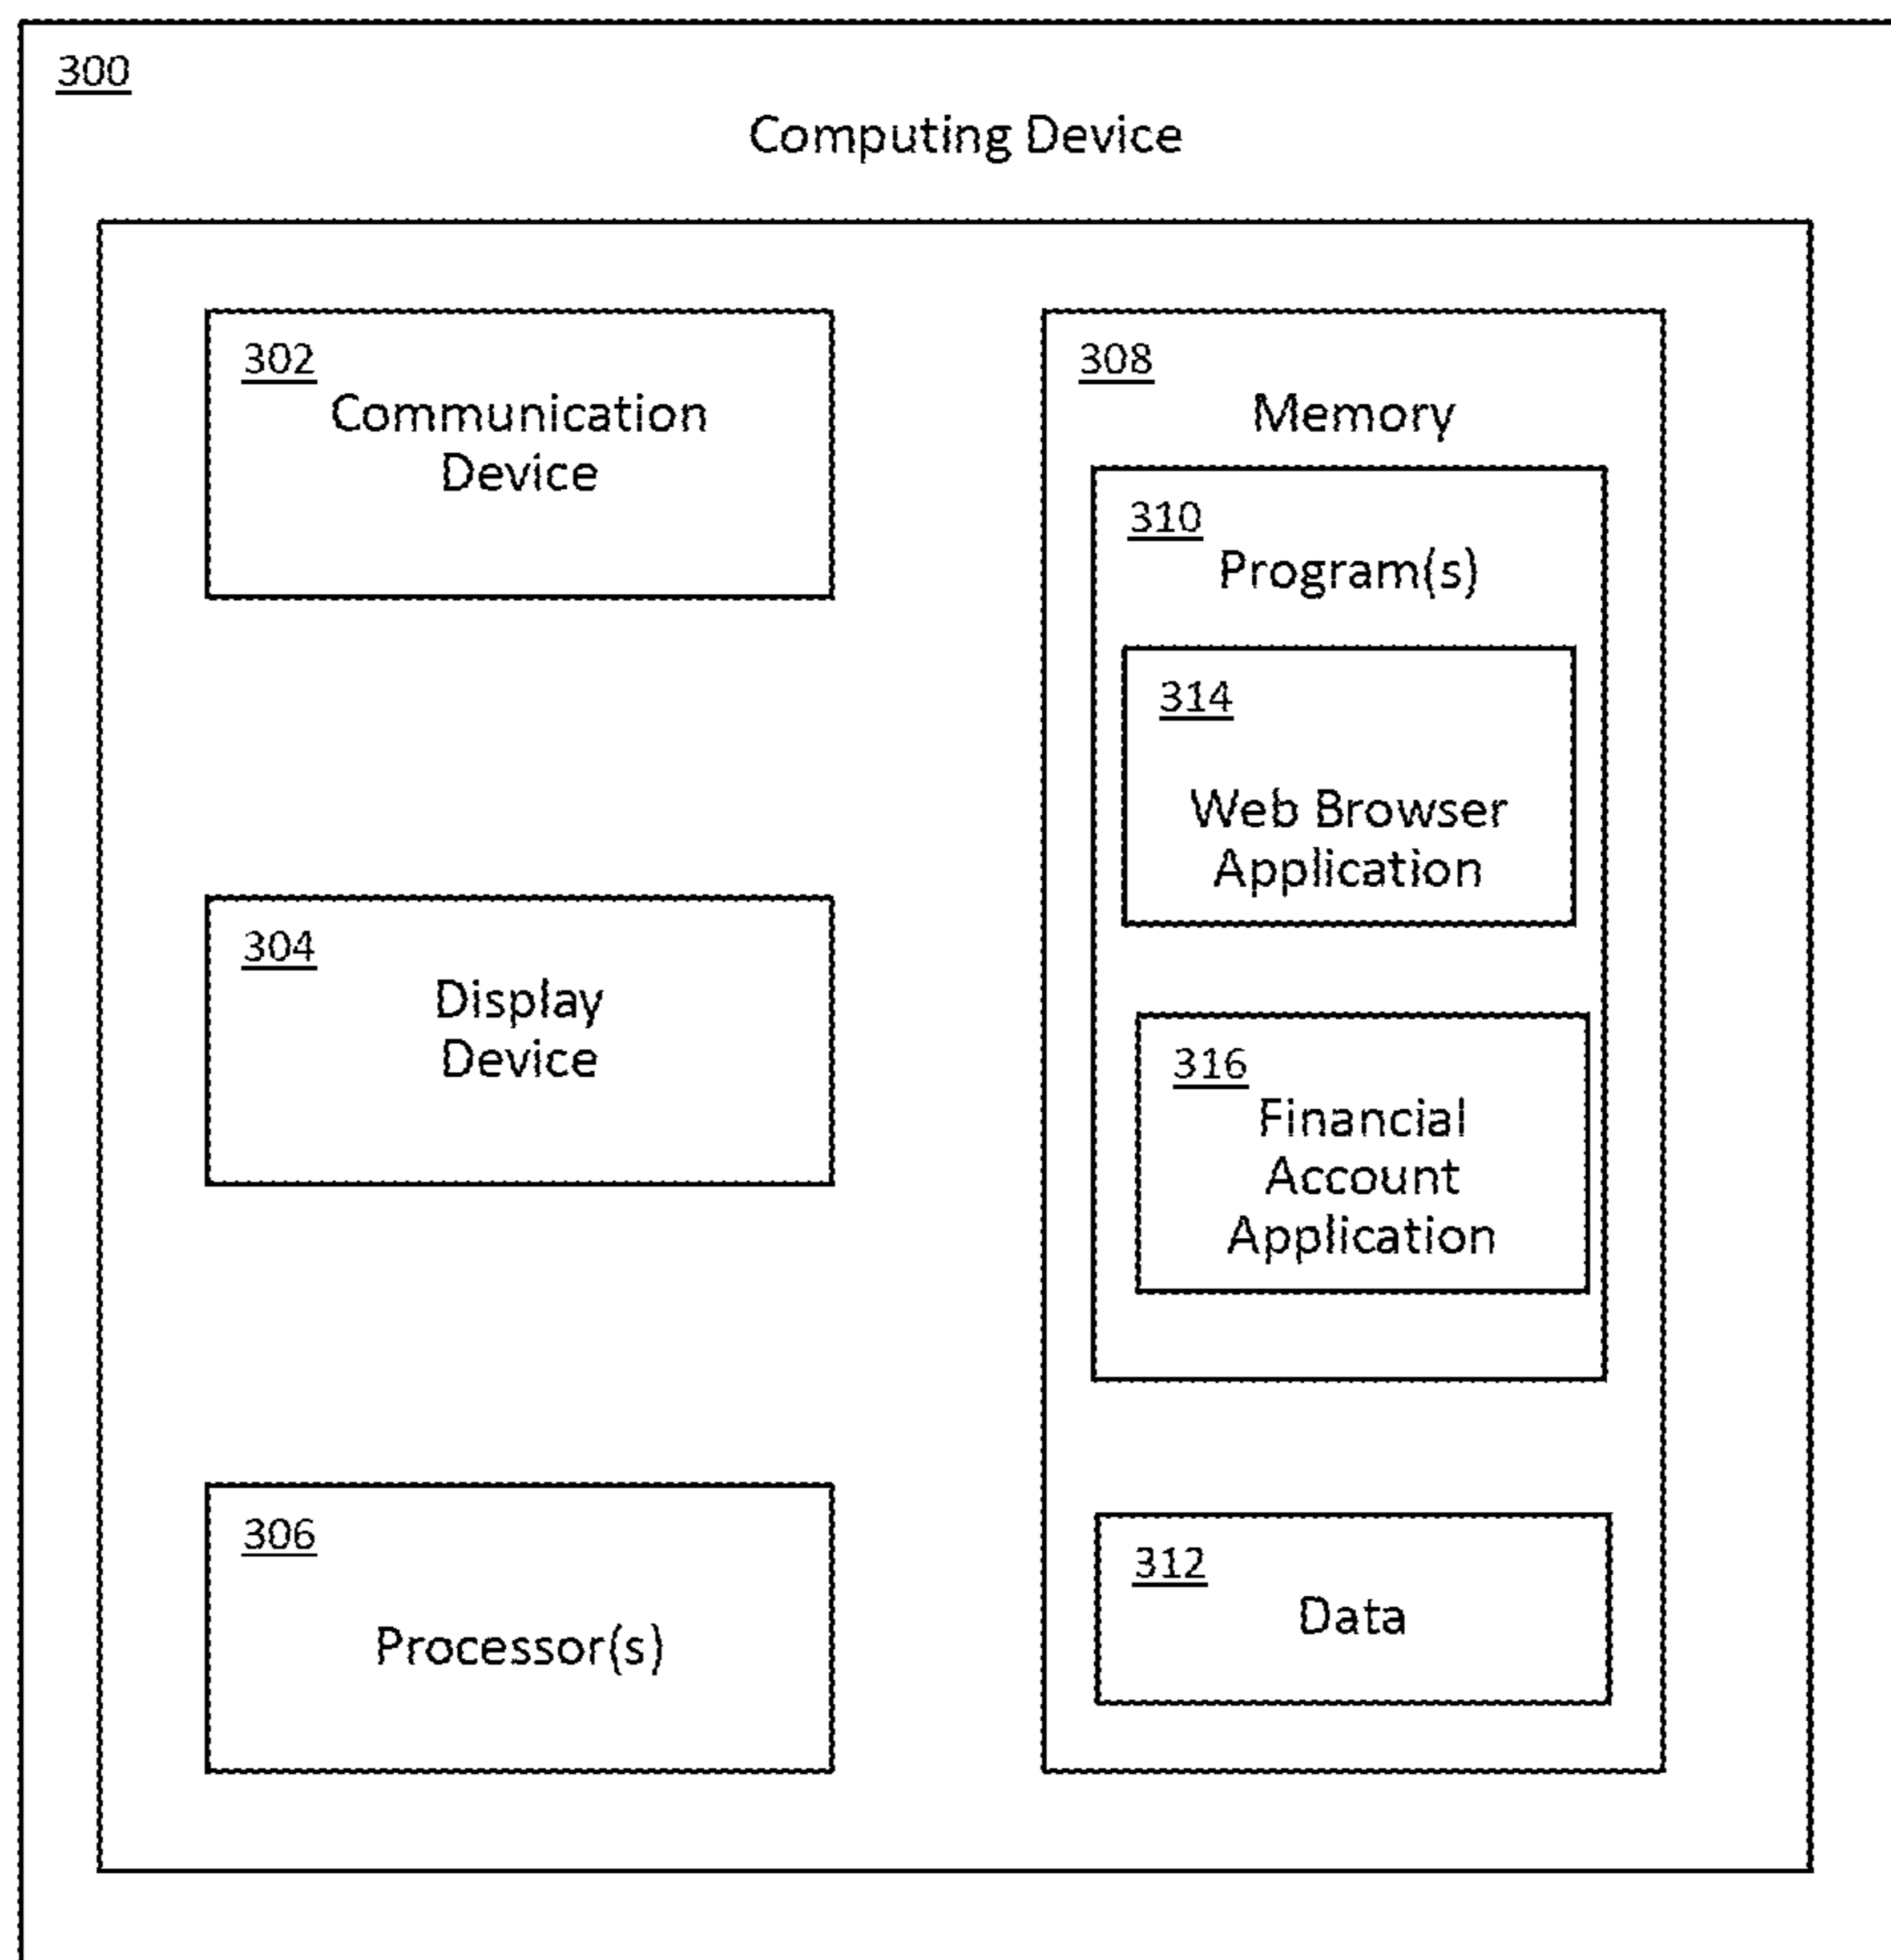 300
Computing Device
302
Communication
Device
304
Display
Device
306
Processor(s)
308
Memory
310
Program(s)
314
Web Browser
Application
316
Financial
Account
Application
312
Data